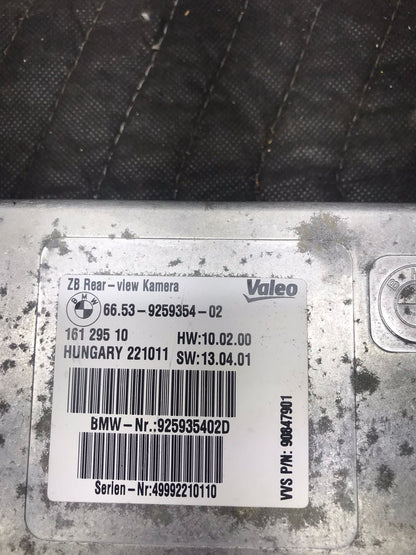 ZB Rear-view Kamera
Valeo
BMW
66.53-9259354-02
161 295 10
HW:10.02.00
HUNGARY 221011
SW:13.04.01
BMW-Nr.:925935402D
Serien-Nr:49992210110
VVS P/N: 90847901